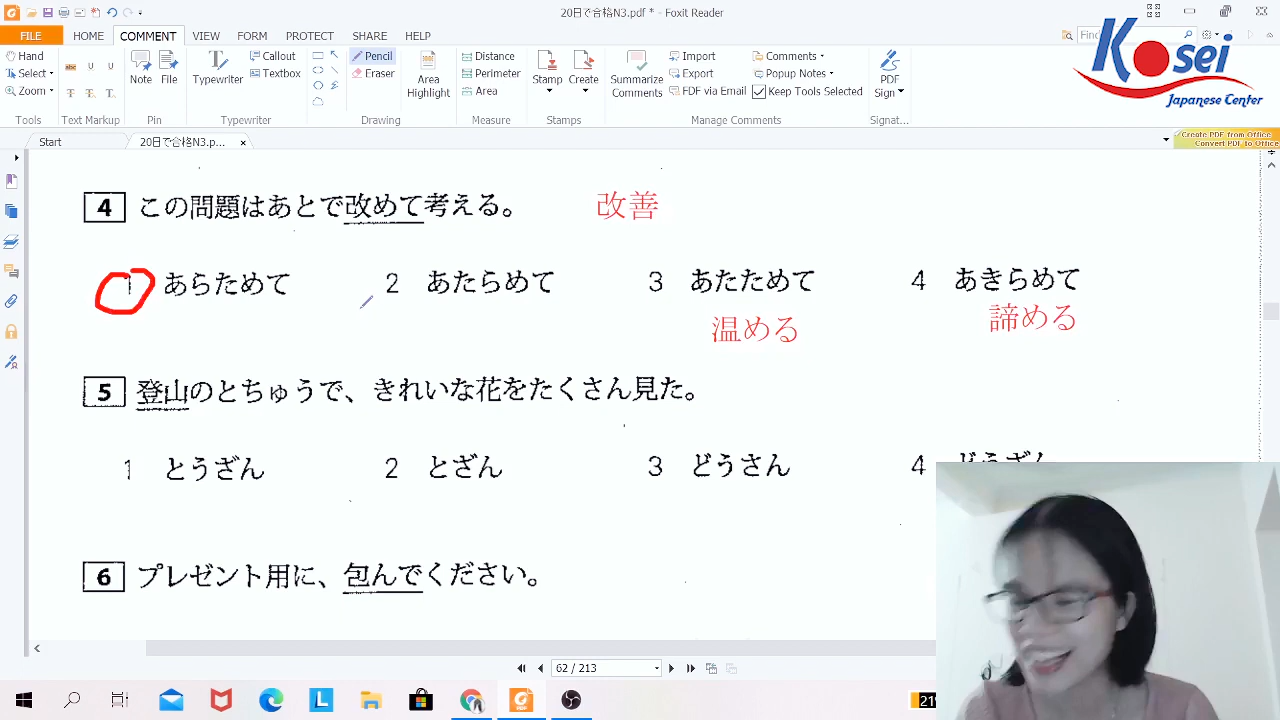 20日で合格N3.pdf * - Foxit Reader
FILE HOME COMMENT VIEW FORM PROTECT SHARE HELP
Find
Kosei
Japanese Center
Hand
Select
Zoom
Tools
Text Markup
Note
File
Pin
Typewriter
Callout
Textbox
Typewriter
Pencil
Eraser
Drawing
Area Highlight
Distance
Perimeter
Area
Measure
Stamp
Create
Stamps
Summarize Comments
Import
Export
FDF via Email
Comments
Popup Notes
Keep Tools Selected
Manage Comments
PDF Sign
Signat...
Start
20日で合格N3.p...
Create PDF from Office
Convert PDF to Office
4 この問題はあとで改めて考える。 改善
1 あらためて 2 あたらめて 3 あたためて 4 あきらめて
温める 諦める
5 登山のとちゅうで、きれいな花をたくさん見た。
1 とうざん 2 とざん 3 どうさん 4 どうざん
6 プレゼント用に、包んでください。
62 / 213